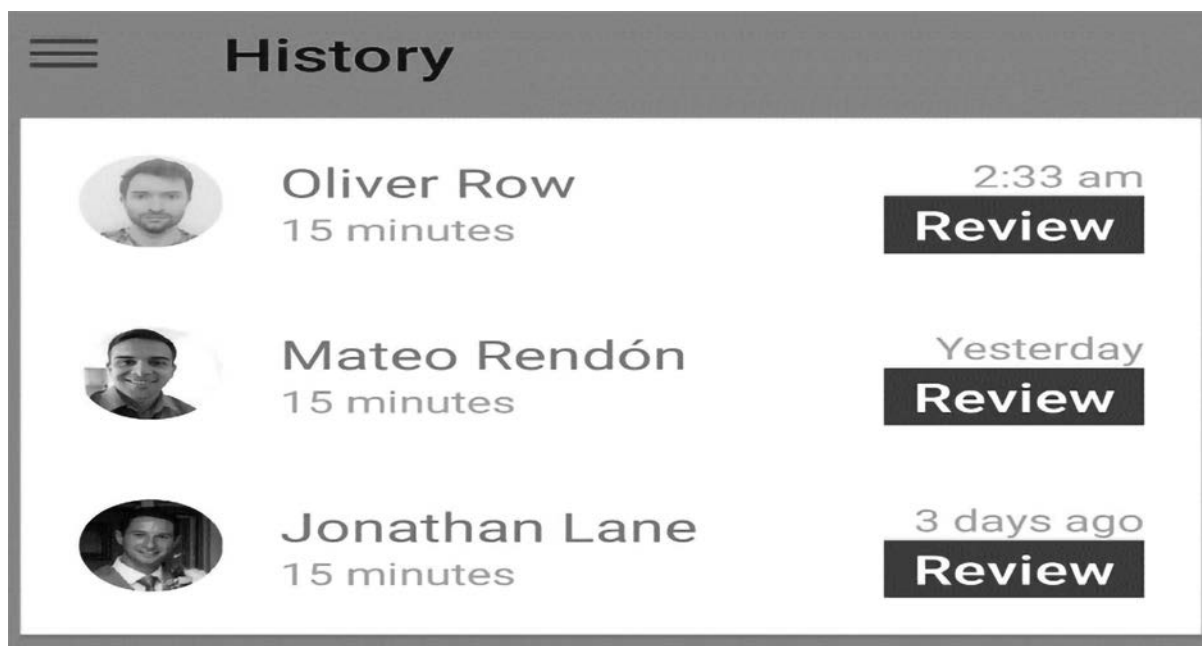 History
Oliver Row
2:33 am
15 minutes
Review
Mateo Rendón
Yesterday
15 minutes
Review
Jonathan Lane
3 days ago
15 minutes
Review